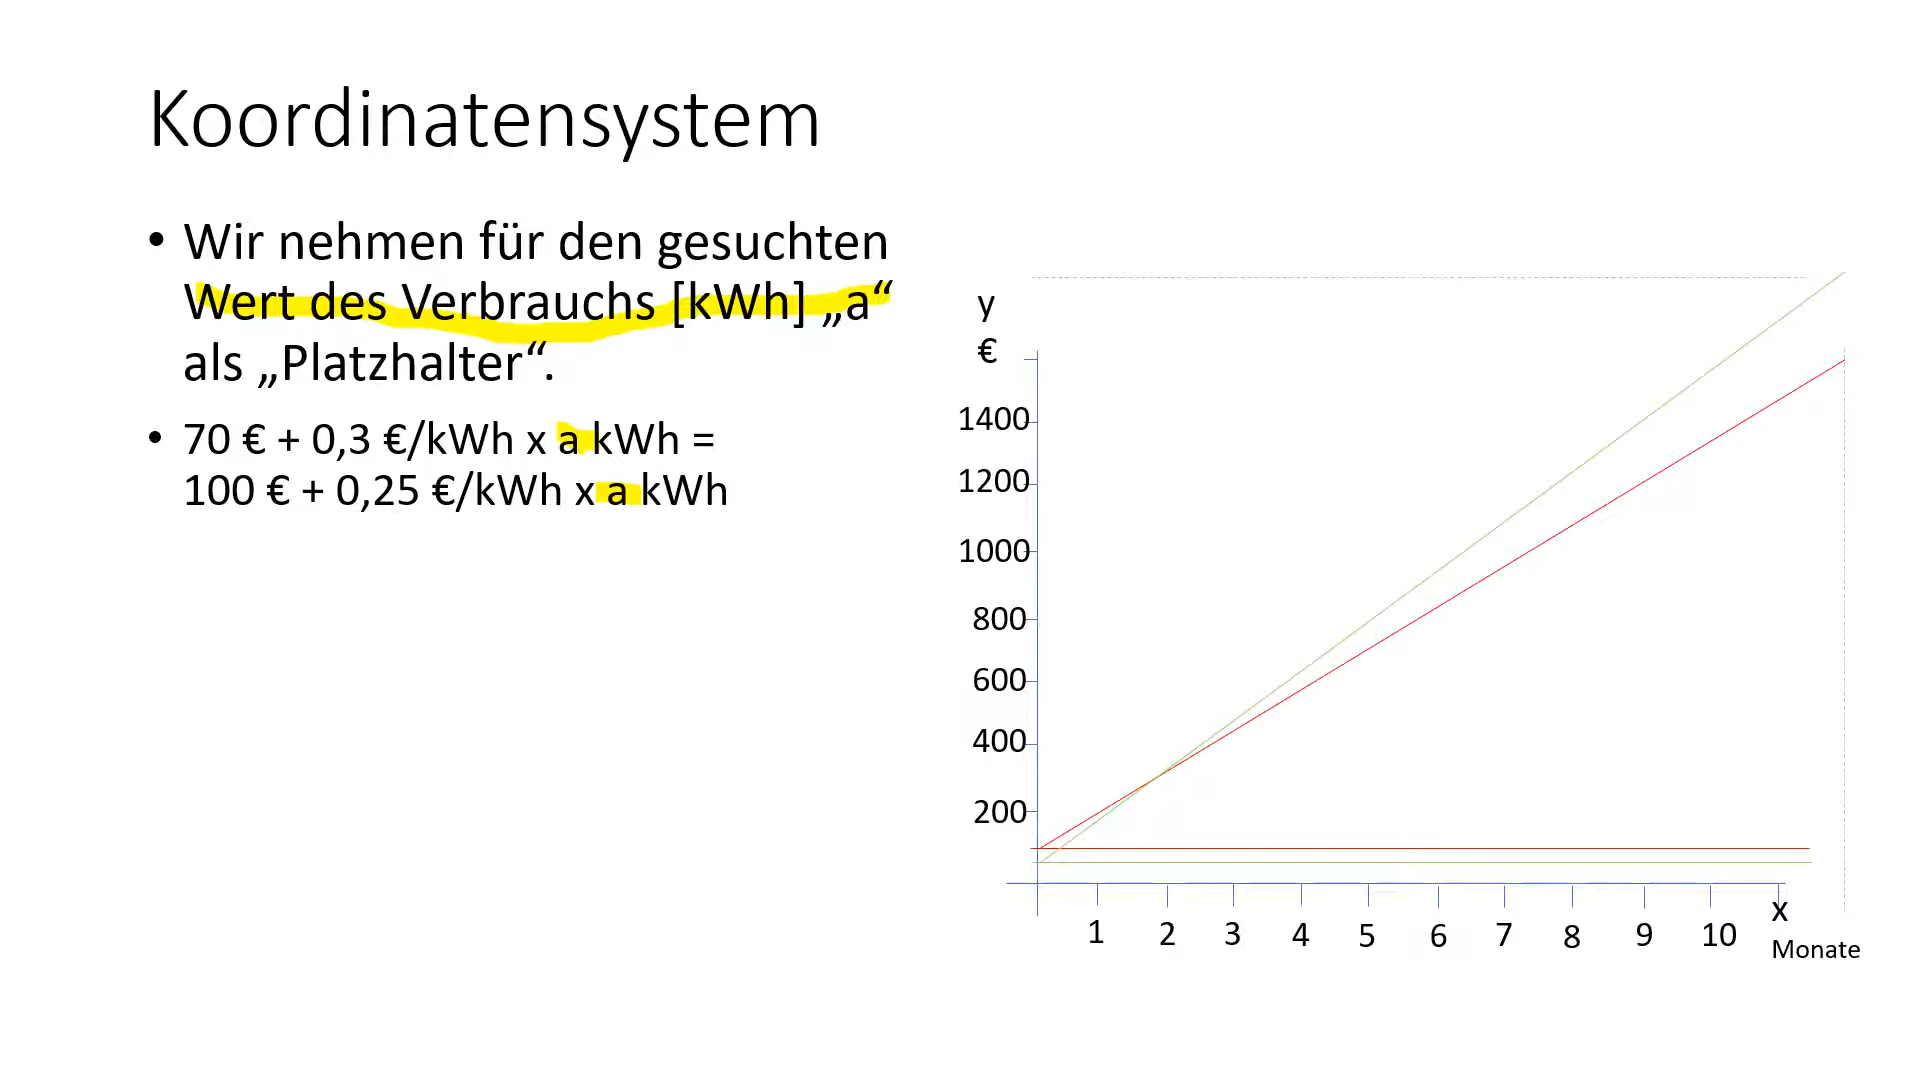 Koordinatensystem
• Wir nehmen für den gesuchten
Wert des Verbrauchs [kWh] „a“
als „Platzhalter“.
• 70 € + 0,3 €/kWh x a kWh =
100 € + 0,25 €/kWh x a kWh
y
€
1400
1200
1000
800
600
400
200
1 2 3 4 5 6 7 8 9 10
x
Monate